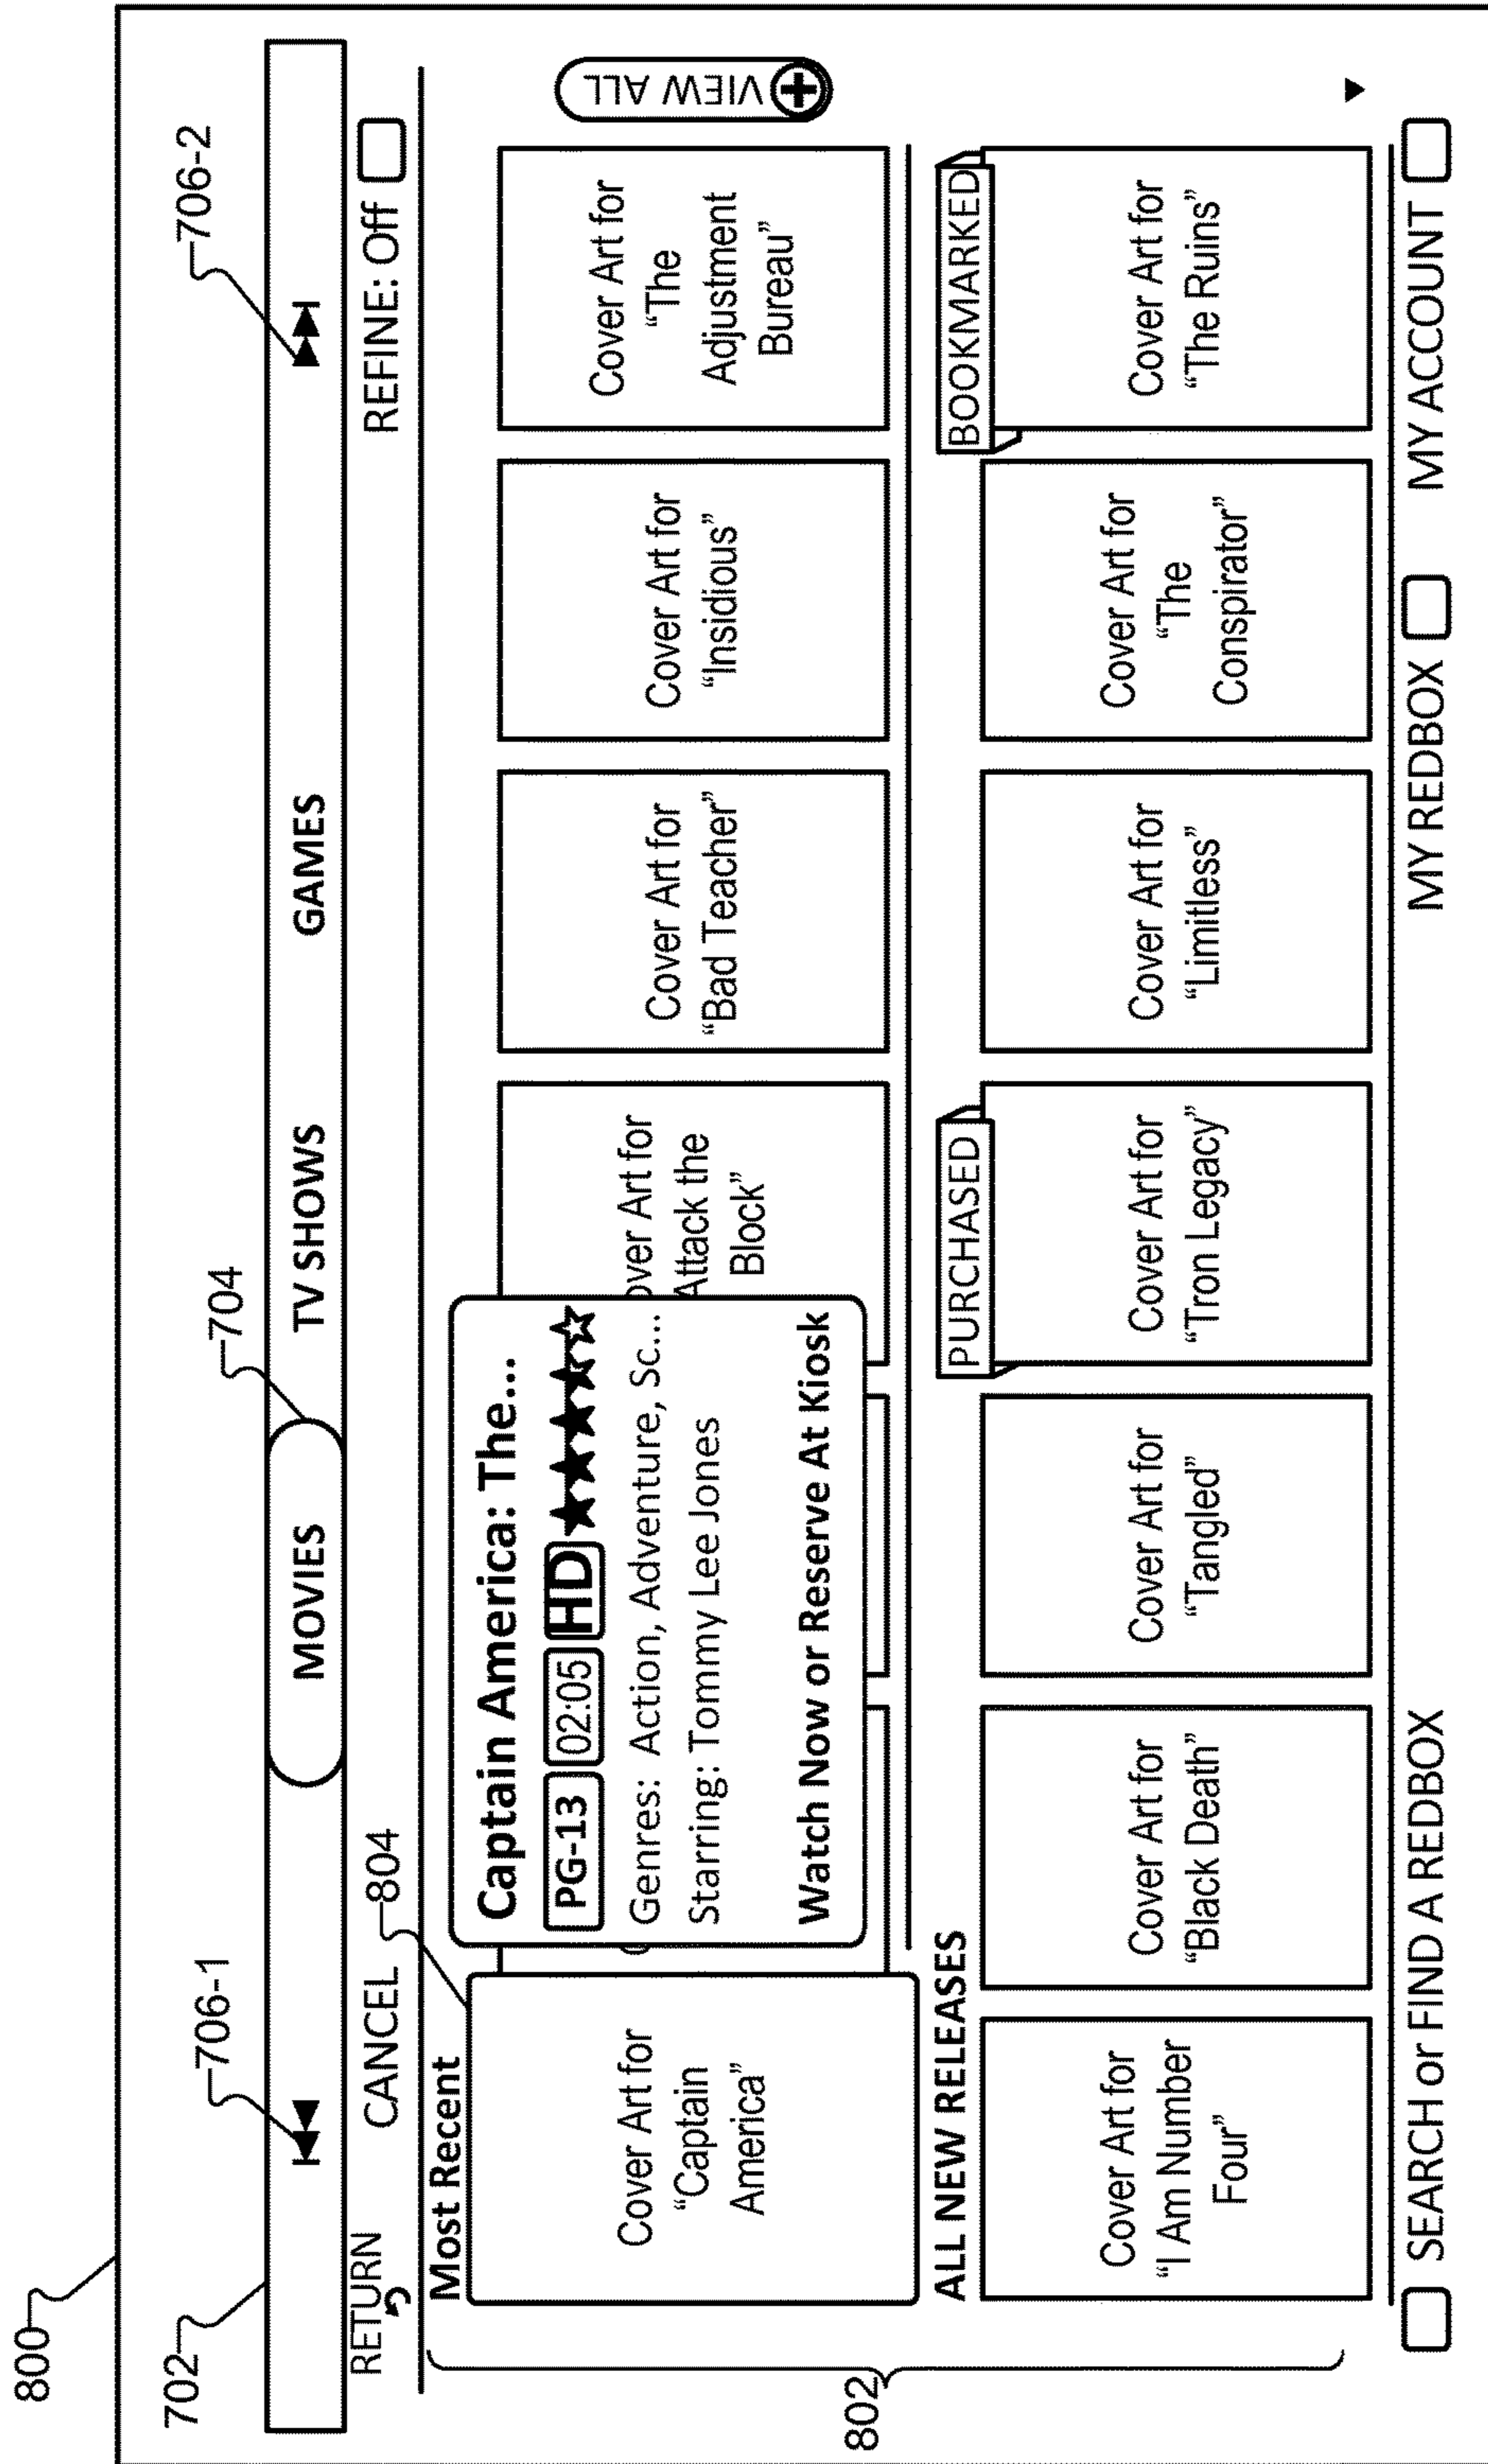 800
702
706-1
704
706-2
MOVIES
TV SHOWS
GAMES
RETURN
CANCEL
804
REFINE: Off
Most Recent
Cover Art for
"Captain
America"
Captain America: The...
PG-13
02:05
HD
Genres: Action, Adventure, Sc...
Starring: Tommy Lee Jones
Watch Now or Reserve At Kiosk
Art for
Attack the
Block"
Cover Art for
"Bad Teacher"
Cover Art for
"Insidious"
Cover Art for
"The
Adjustment
Bureau"
VIEW ALL
802
ALL NEW RELEASES
Cover Art for
"I Am Number
Four"
Cover Art for
"Black Death"
Cover Art for
"Tangled"
PURCHASED
Cover Art for
"Tron Legacy"
Cover Art for
"Limitless"
Cover Art for
"The
Conspirator"
BOOKMARKED
Cover Art for
"The Ruins"
SEARCH or FIND A REDBOX
MY REDBOX
MY ACCOUNT